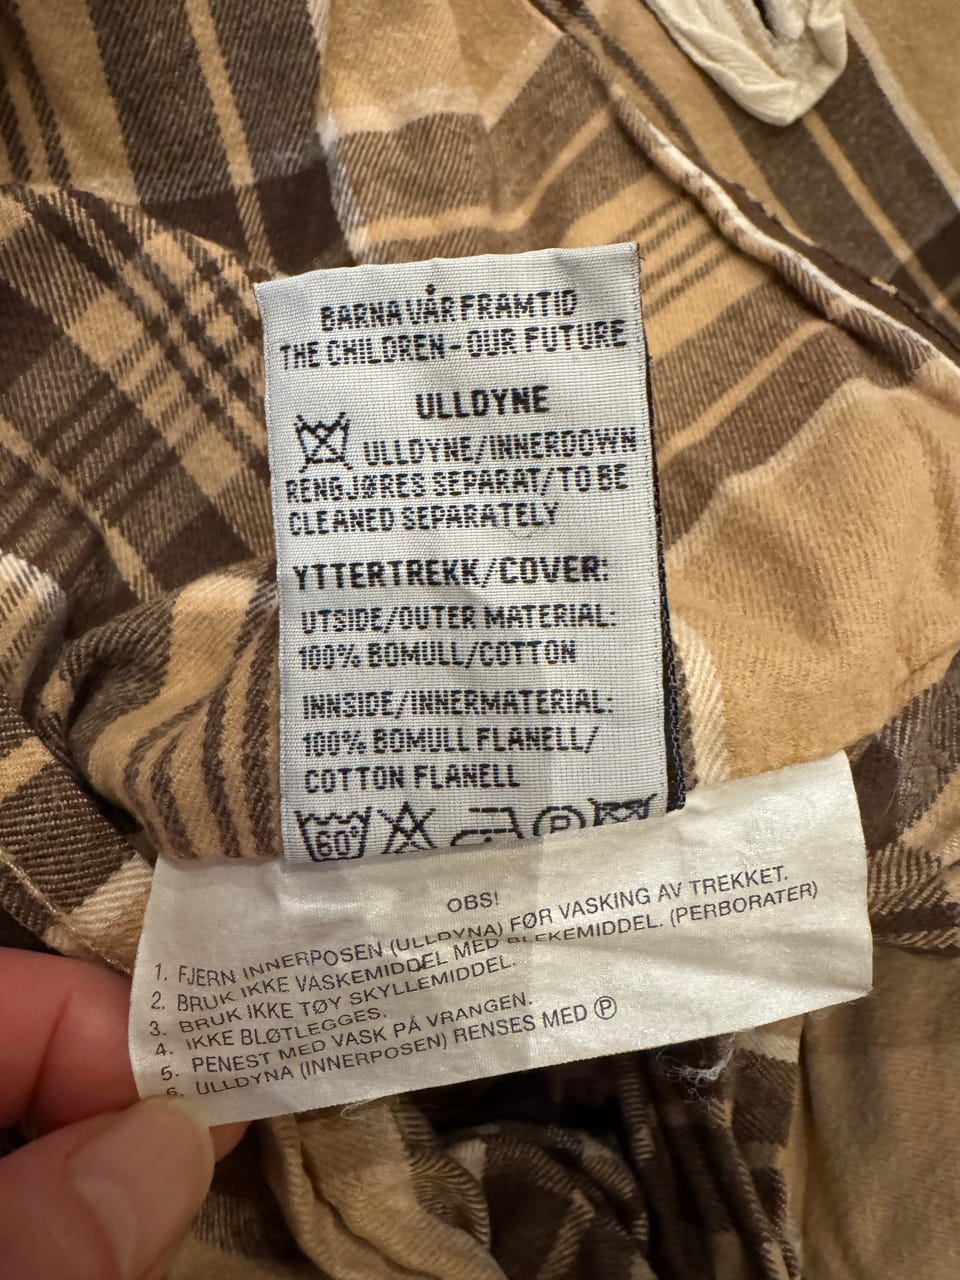 BARNA VÅR FRAMTID
THE CHILDREN - OUR FUTURE
ULLDYNE
ULLDYNE/INNERDOWN
RENGJØRES SEPARAT/TO BE
CLEANED SEPARATELY
YTTERTREKK/COVER:
UTSIDE/OUTER MATERIAL:
100% BOMULL/COTTON
INNSIDE/INNERMATERIAL:
100% BOMULL FLANELL/
COTTON FLANELL
60° P
OBS!
1. FJERN INNERPOSEN (ULLDYNA) FØR VASKING AV TREKKET.
2. BRUK IKKE VASKEMIDDEL MED BLEKEMIDDEL. (PERBORATER)
3. BRUK IKKE TØY SKYLLEMIDDEL.
4. IKKE BLØTLEGGES.
5. PENEST MED VASK PÅ VRANGEN.
6. ULLDYNA (INNERPOSEN) RENSES MED Ⓟ